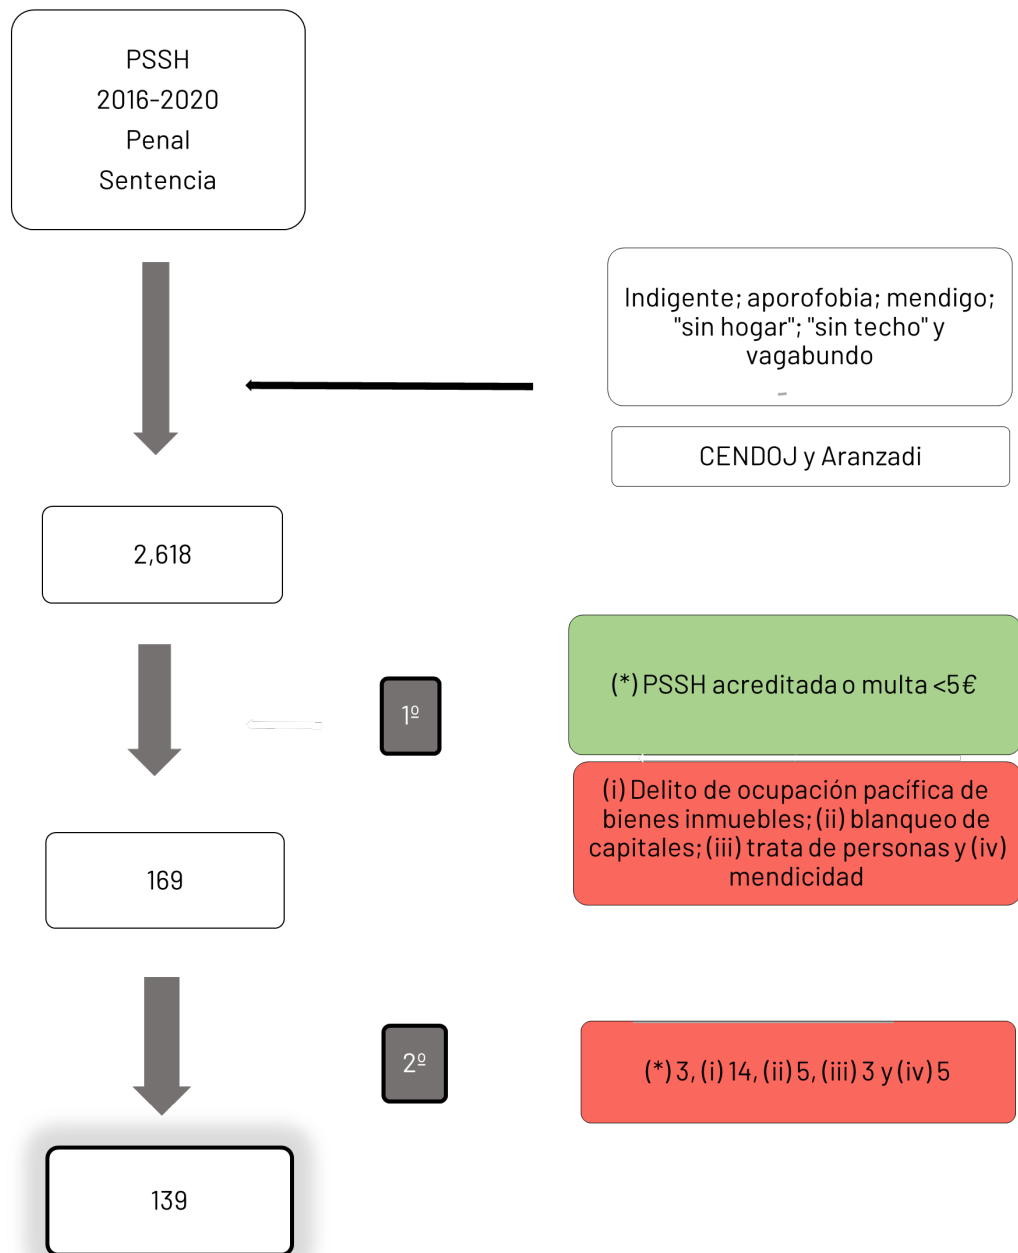 PSSH
2016-2020
Penal
Sentencia
Indigente; aporofobia; mendigo;
"sin hogar"; "sin techo" y
vagabundo
CENDOJ y Aranzadi
2,618
1º
(*) PSSH acreditada o multa <5€
(i) Delito de ocupación pacífica de
bienes inmuebles; (ii) blanqueo de
capitales; (iii) trata de personas y (iv)
mendicidad
169
2º
(*) 3, (i) 14, (ii) 5, (iii) 3 y (iv) 5
139